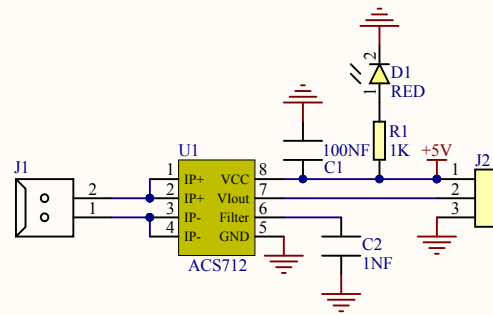 2
D1
1
RED
U1
100NF
C1
R1
1K
+5V
J1
J2
1
IP+
VCC
8
1
2
2
IP+
VIout
7
2
1
3
IP-
Filter
6
3
4
IP-
GND
5
ACS712
C2
1NF